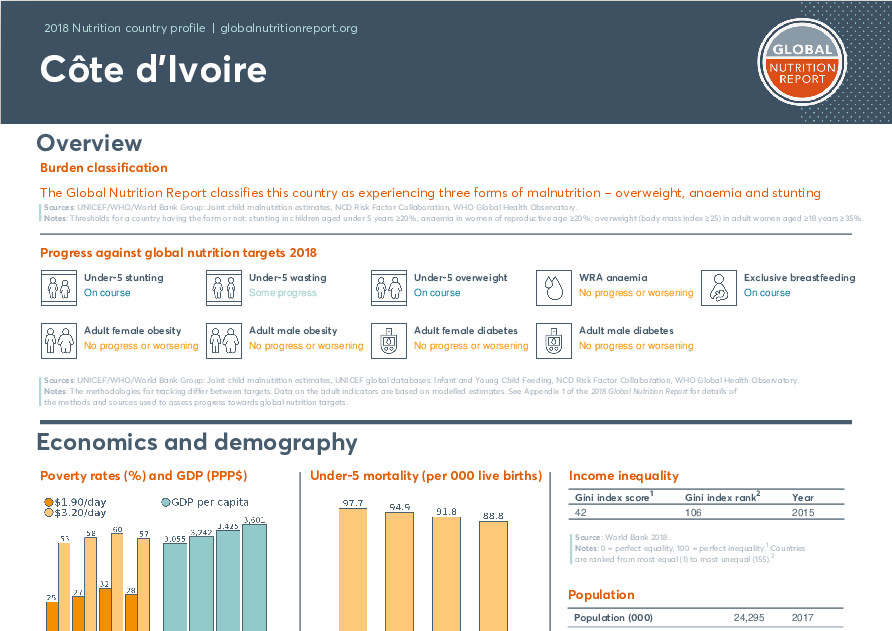 2018 Nutrition country profile | globalnutritionreport.org
Côte d'Ivoire
GLOBAL
NUTRITION
REPORT
Overview
Burden classification
The Global Nutrition Report classifies this country as experiencing three forms of malnutrition – overweight, anaemia and stunting
Sources: UNICEF/WHO/World Bank Group: Joint child malnutrition estimates, NCD Risk Factor Collaboration, WHO Global Health Observatory.
Notes: Thresholds for a country having the form or not: stunting in children aged under 5 years ≥20%; anaemia in women of reproductive age ≥20%; overweight (body mass index ≥25) in adult women aged ≥18 years ≥35%.
Progress against global nutrition targets 2018
Under-5 stunting
On course
Under-5 wasting
Some progress
Under-5 overweight
On course
WRA anaemia
No progress or worsening
Exclusive breastfeeding
On course
Adult female obesity
No progress or worsening
Adult male obesity
No progress or worsening
Adult female diabetes
No progress or worsening
Adult male diabetes
No progress or worsening
Sources: UNICEF/WHO/World Bank Group: Joint child malnutrition estimates, UNICEF global databases: Infant and Young Child Feeding, NCD Risk Factor Collaboration, WHO Global Health Observatory.
Notes: The methodologies for tracking differ between targets. Data on the adult indicators are based on modelled estimates. See Appendix 1 of the 2018 Global Nutrition Report for details of
the methods and sources used to assess progress towards global nutrition targets.
Economics and demography
Poverty rates (%) and GDP (PPP$)
$1.90/day
$3.20/day
GDP per capita
25 53 27 58 32 60 28 57
3,055 3,242 3,425 3,601
Under-5 mortality (per 000 live births)
97.7 94.9 91.8 88.8
Income inequality
Gini index score¹ Gini index rank² Year
42 106 2015
Source: World Bank 2018.
Notes: 0 = perfect equality, 100 = perfect inequality.¹ Countries
are ranked from most equal (1) to most unequal (155).²
Population
Population (000) 24,295 2017